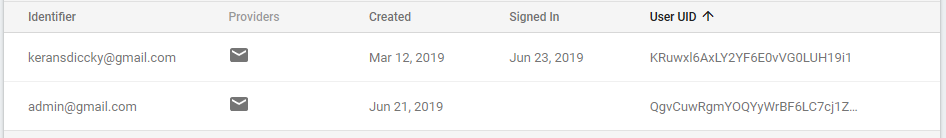 Identifier Providers Created Signed In User UID ↑
keransdiccky@gmail.com Mar 12, 2019 Jun 23, 2019 KRuwxl6AxLY2YF6E0vVG0LUH19i1
admin@gmail.com Jun 21, 2019 QgvCuwRgmYOQYyWrBF6LC7cj1Z...